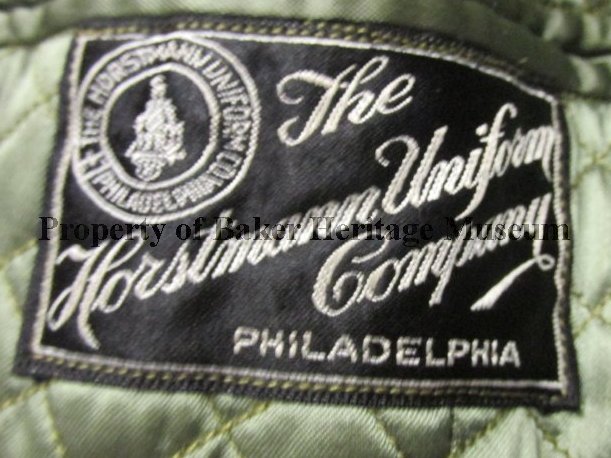 THE HORSTMANN UNIFORM CO.
PHILADELPHIA
The
Uniform
Horstmann
Company
PHILADELPHIA
Property of Baker Heritage Museum